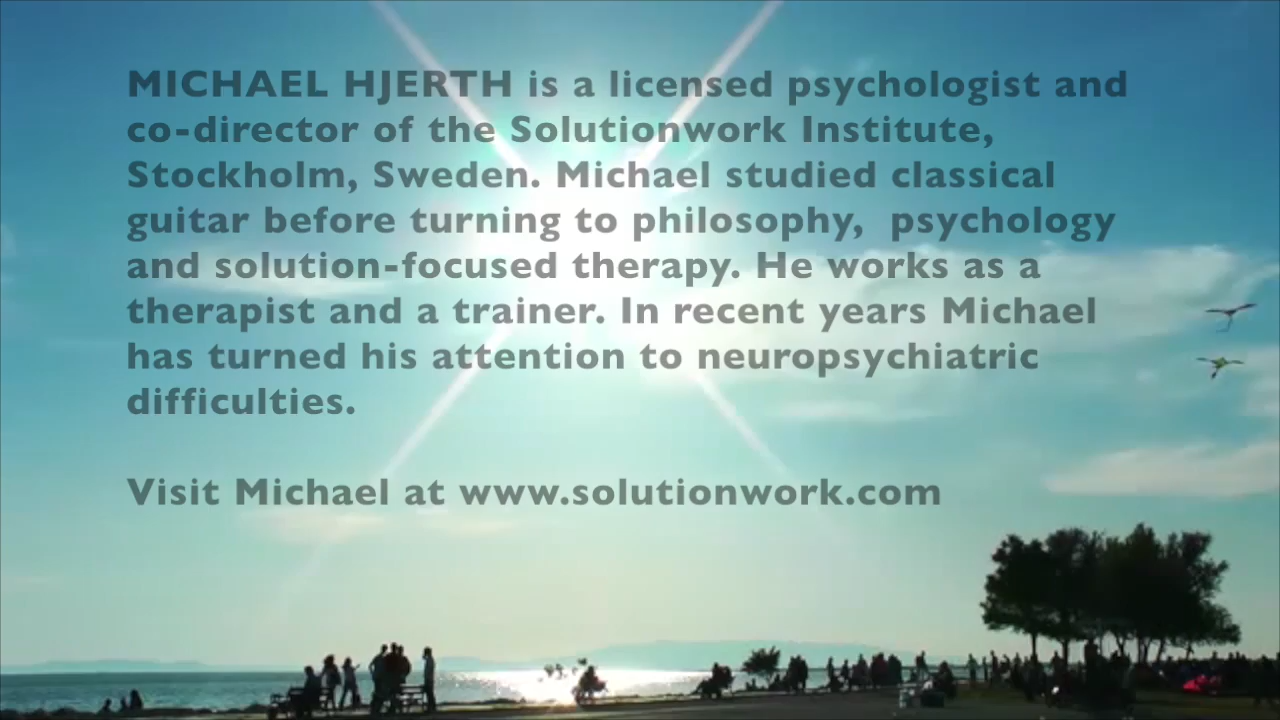 MICHAEL HJERTH is a licensed psychologist and
co-director of the Solutionwork Institute,
Stockholm, Sweden. Michael studied classical
guitar before turning to philosophy,  psychology
and solution-focused therapy. He works as a
therapist and a trainer. In recent years Michael
has turned his attention to neuropsychiatric
difficulties.
Visit Michael at www.solutionwork.com